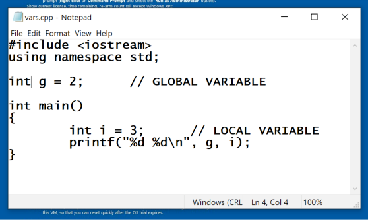 vars.cpp - Notepad
File Edit Format View Help
#include <iostream>
using namespace std;
int g = 2; // GLOBAL VARIABLE
int main()
{
int i = 3; // LOCAL VARIABLE
printf("%d %d\n", g, i);
}
Windows (CRL Ln 4, Col 4 100%